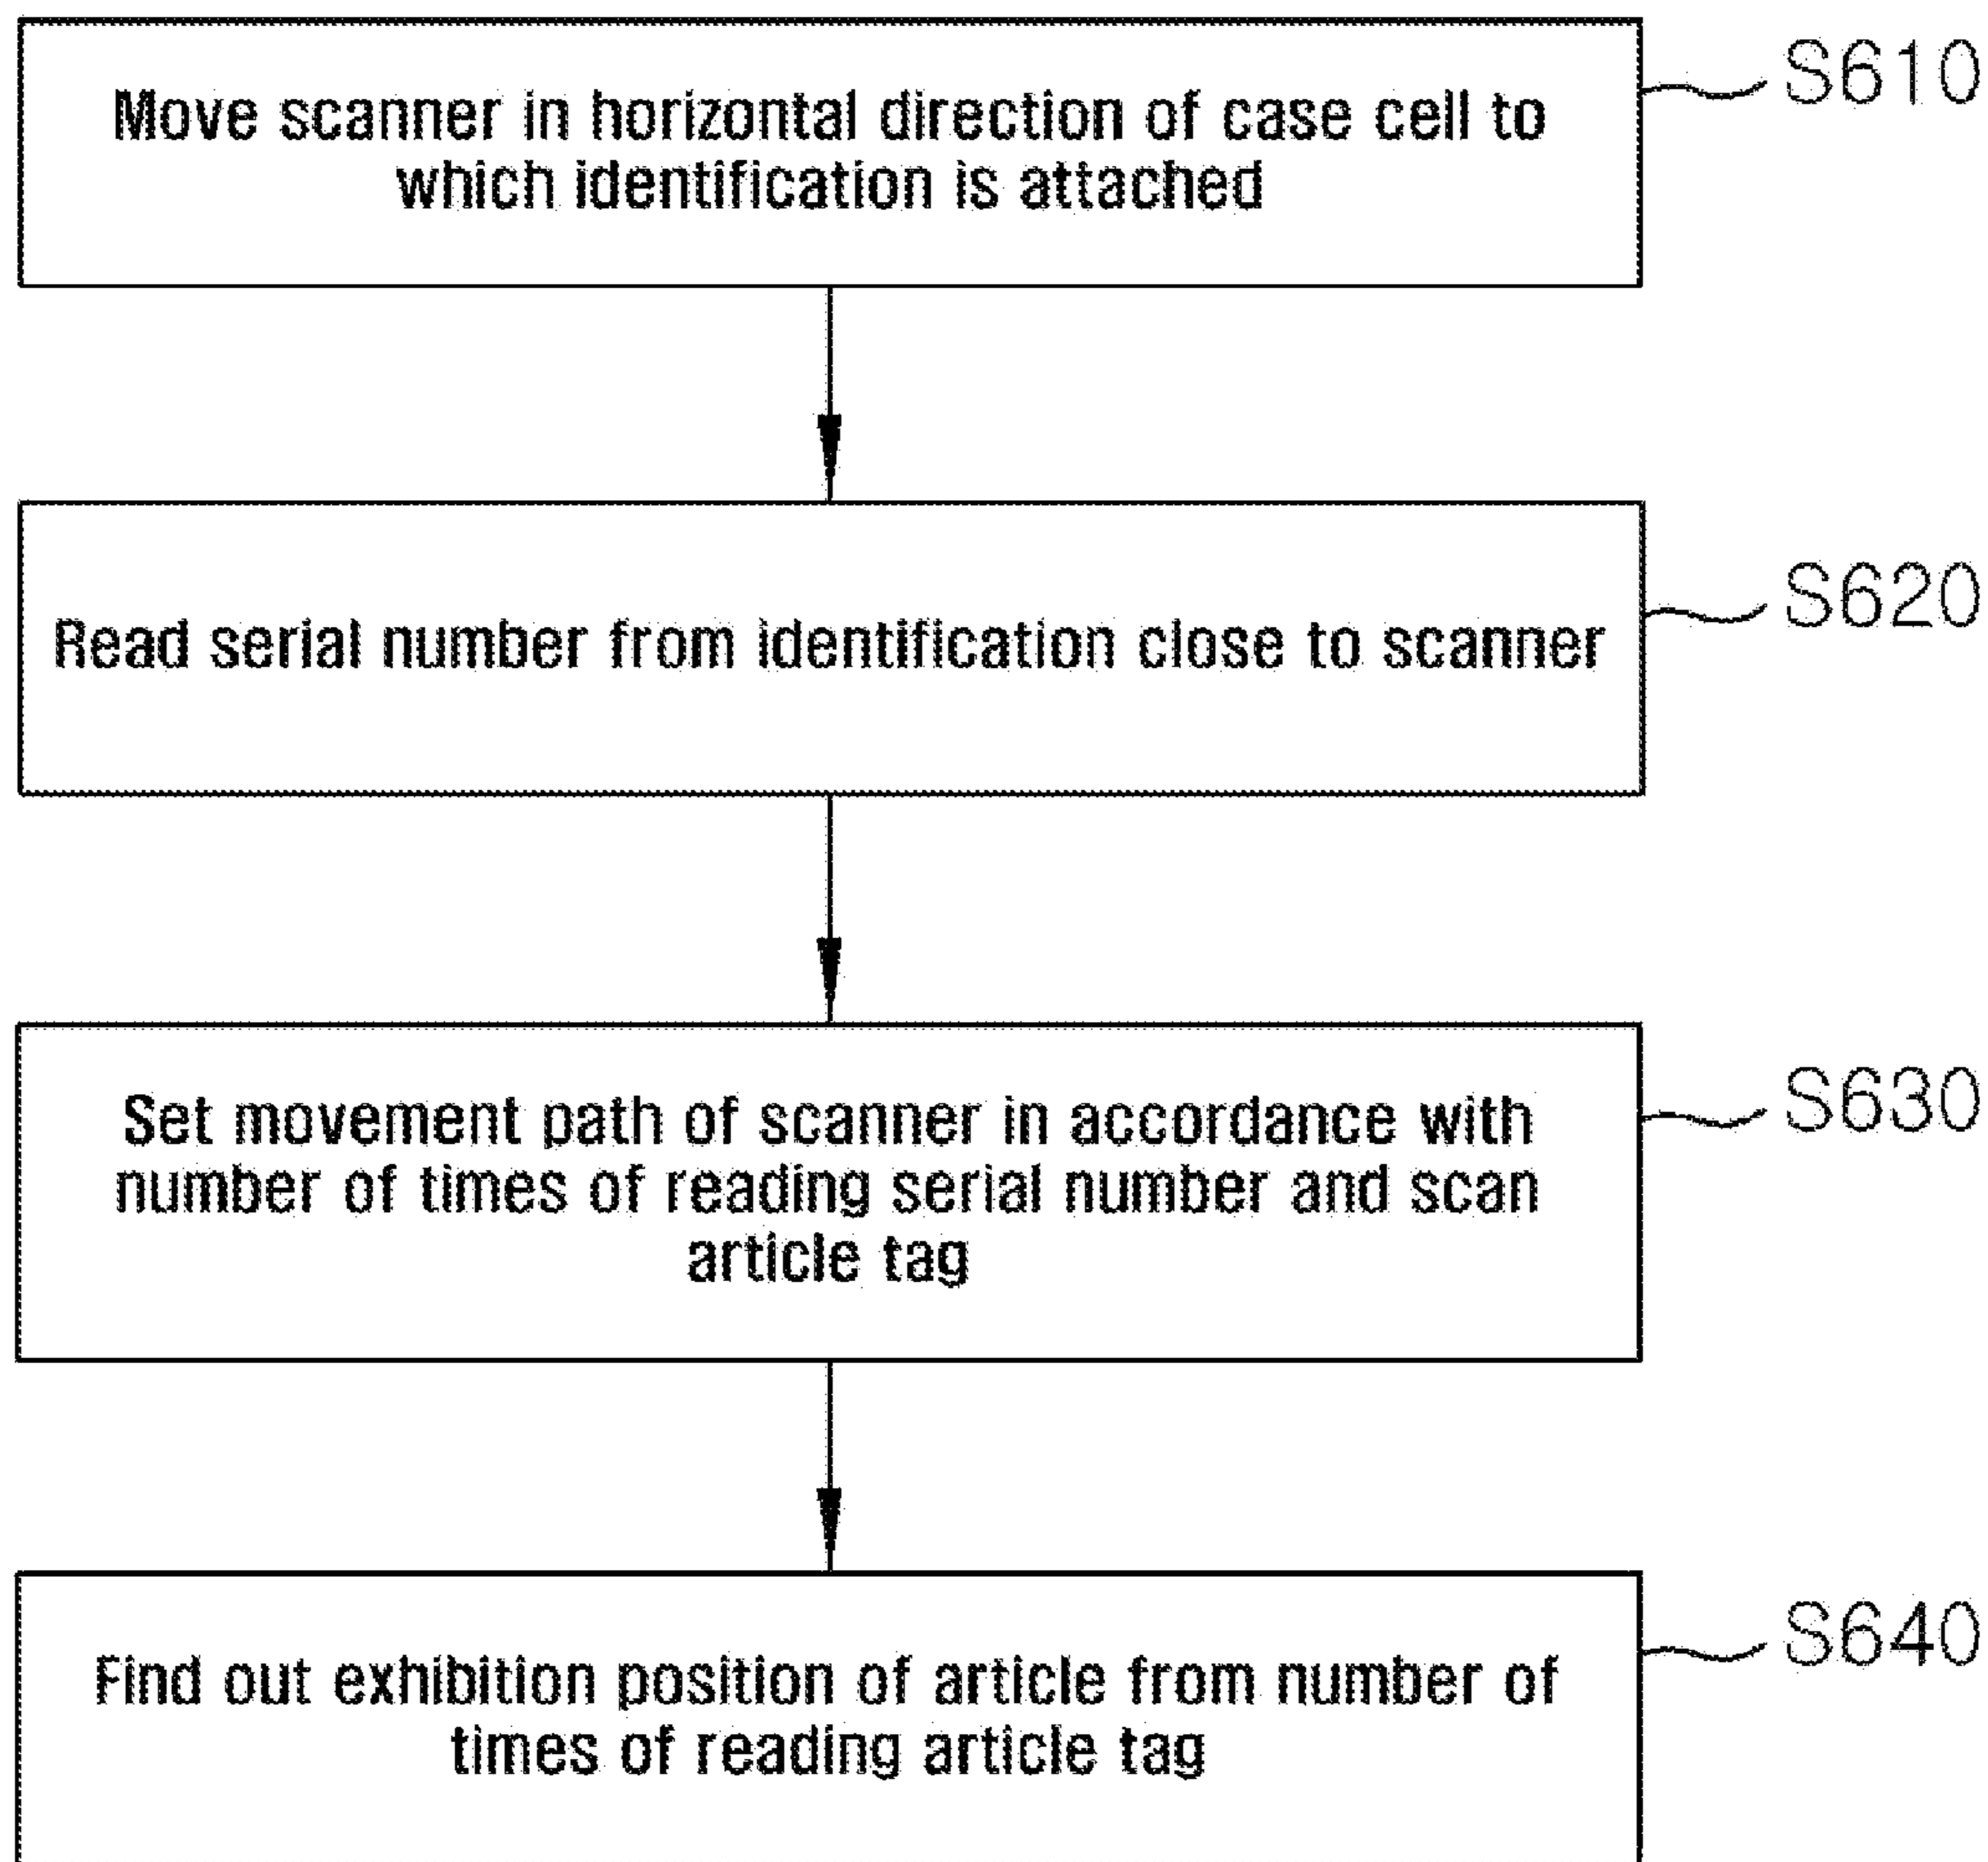 Move scanner in horizontal direction of case cell to
which identification is attached
S610
Read serial number from identification close to scanner
S620
Set movement path of scanner in accordance with
number of times of reading serial number and scan
article tag
S630
Find out exhibition position of article from number of
times of reading article tag
S640